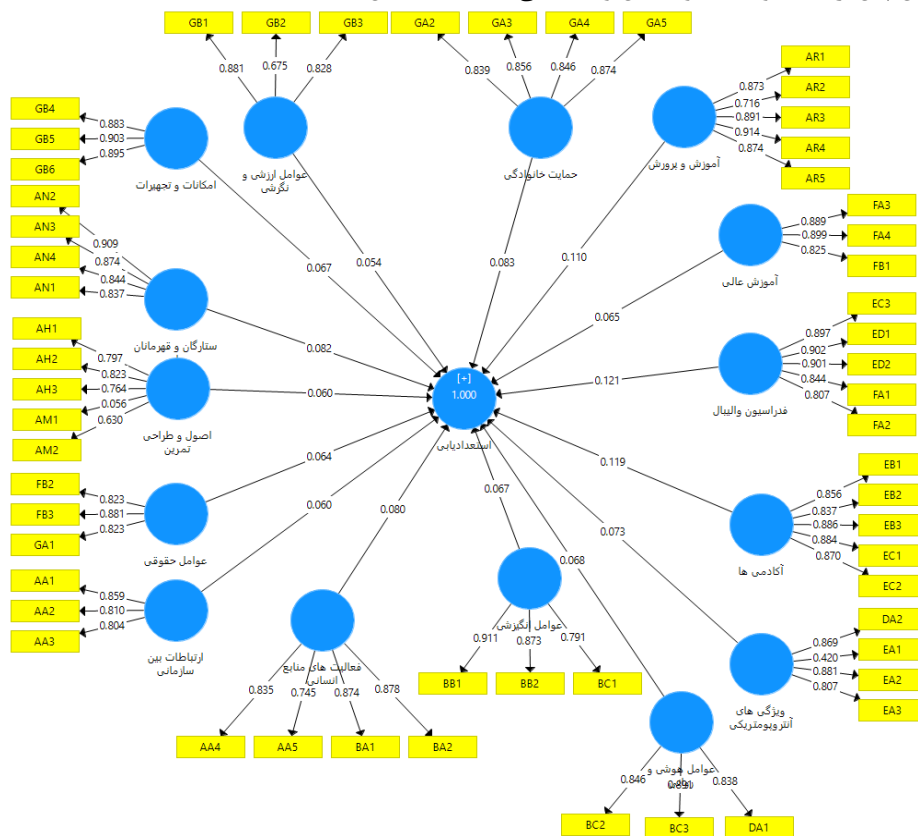 GB1
GB2
GB3
GA2
GA3
GA4
GA5
0.881
0.675
0.828
0.839
0.856
0.846
0.874
عوامل ارزشی و
نگرشی
حمایت خانوادگی
AR1
AR2
AR3
AR4
AR5
0.873
0.716
0.891
0.914
0.874
آموزش و پرورش
GB4
GB5
GB6
0.883
0.903
0.895
امکانات و تجهیزات
FA3
FA4
FB1
0.889
0.899
0.825
آموزش عالی
AN2
AN3
AN4
AN1
0.909
0.874
0.844
0.837
ستارگان و قهرمانان
EC3
ED1
ED2
FA1
FA2
0.897
0.902
0.901
0.844
0.807
فدراسیون والیبال
AH1
AH2
AH3
AM1
AM2
0.797
0.823
0.764
0.056
0.630
اصول و طراحی
تمرین
0.067
0.054
0.083
0.110
0.065
0.082
0.060
0.121
[+]
1.000
استعدادیابی
0.064
0.060
0.080
0.067
0.068
0.073
0.119
FB2
FB3
GA1
0.823
0.881
0.823
عوامل حقوقی
EB1
EB2
EB3
EC1
EC2
0.856
0.837
0.886
0.884
0.870
آکادمی ها
AA1
AA2
AA3
0.859
0.810
0.804
ارتباطات بین
سازمانی
فعالیت های منابع
انسانی
0.835
0.745
0.874
0.878
AA4
AA5
BA1
BA2
عوامل انگیزشی
0.911
0.873
0.791
BB1
BB2
BC1
DA2
EA1
EA2
EA3
0.869
0.420
0.881
0.807
ویژگی های
آنتروپومتریکی
عوامل هوشی و
0.846
0.838
BC2
BC3
DA1